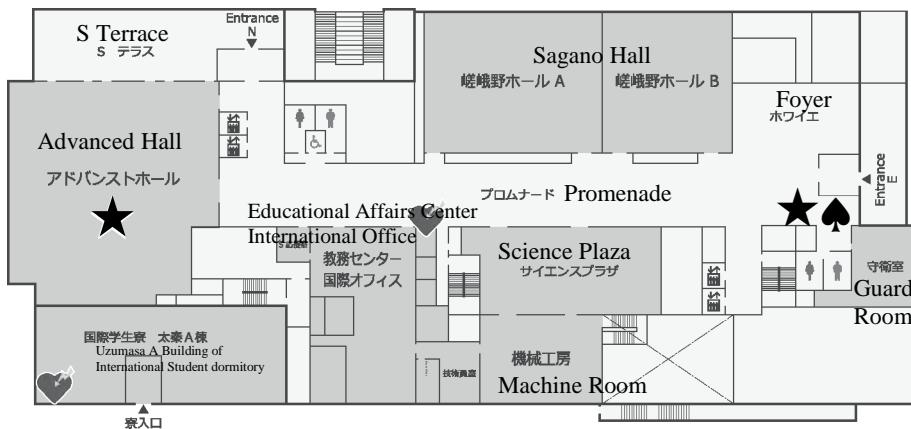 S Terrace
S テラス
Entrance
N
Sagano Hall
嵯峨野ホール A
嵯峨野ホール B
Foyer
ホワイエ
Advanced Hall
アドバンストホール
プロムナード
Promenade
Entrance
E
Educational Affairs Center
International Office
教務センター
国際オフィス
Science Plaza
サイエンスプラザ
守衛室
Guard
Room
国際学生寮 太秦A棟
Uzumasa A Building of
International Student dormitory
機械工房
Machine Room
技術員室
寮入口